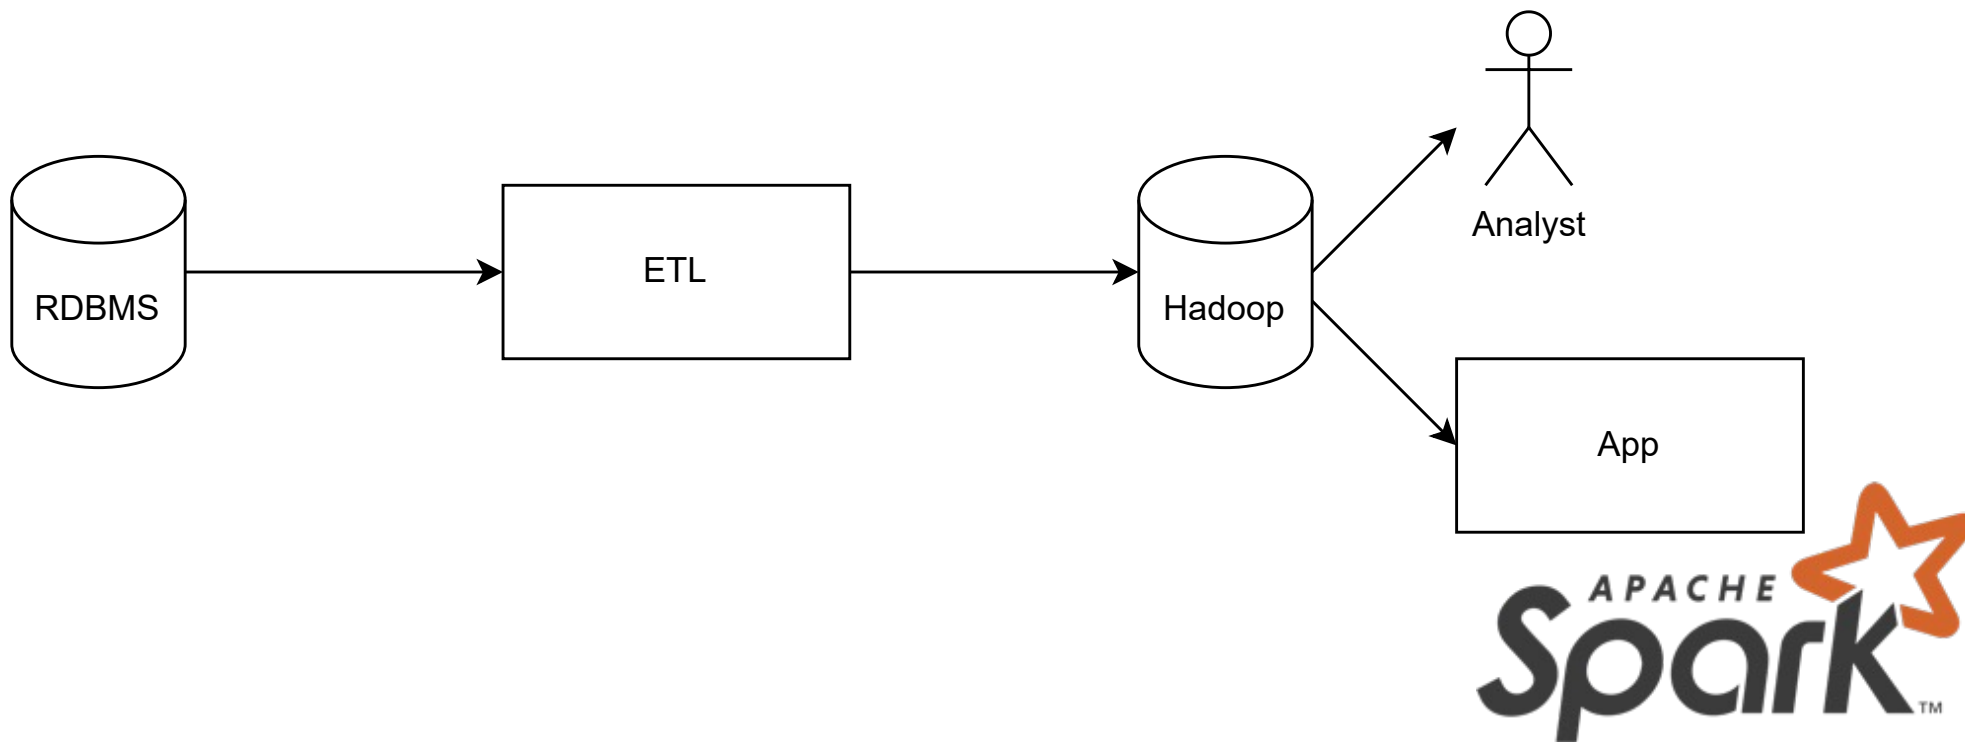 RDBMS
ETL
Hadoop
Analyst
App
APACHE
Spark
TM